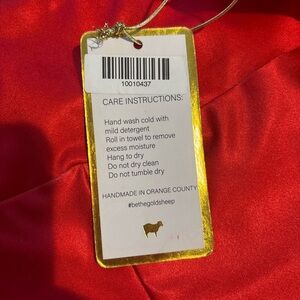 10010437
CARE INSTRUCTIONS:
Hand wash cold with
mild detergent
Roll in towel to remove
excess moisture
Hang to dry
Do not dry clean
Do not tumble dry
HANDMADE IN ORANGE COUNTY
#bethegoldsheep